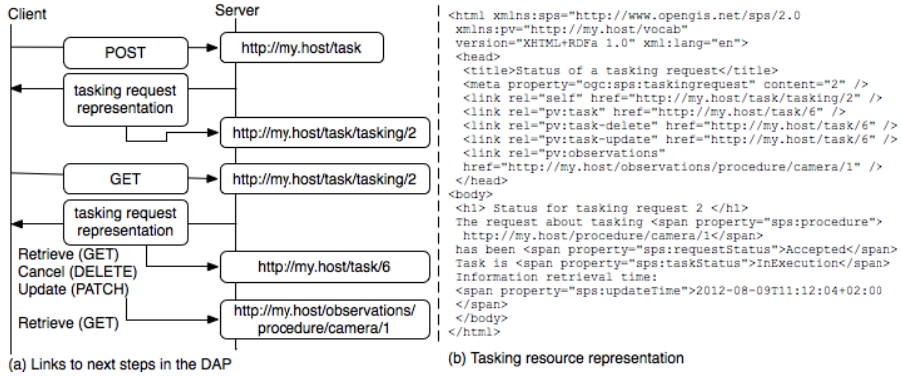 Client
Server
POST
http://my.host/task
tasking request
representation
http://my.host/task/tasking/2
GET
http://my.host/task/tasking/2
tasking request
representation
Retrieve (GET)
Cancel (DELETE)
Update (PATCH)
http://my.host/task/6
Retrieve (GET)
http://my.host/observations/
procedure/camera/1
(a) Links to next steps in the DAP
<html xmlns:sps="http://www.opengis.net/sps/2.0
xmlns:pv="http://my.host/vocab"
version="XHTML+RDFa 1.0" xml:lang="en">
<head>
<title>Status of a tasking request</title>
<meta property="ogc:sps:taskingrequest" content="2" />
<link rel="self" href="http://my.host/task/tasking/2" />
<link rel="pv:task" href="http://my.host/task/6" />
<link rel="pv:task-delete" href="http://my.host/task/6" />
<link rel="pv:task-update" href="http://my.host/task/6" />
<link rel="pv:observations"
href="http://my.host/observations/procedure/camera/1" />
</head>
<body>
<h1> Status for tasking request 2 </h1>
The request about tasking <span property="sps:procedure">
http://my.host/procedure/camera/1</span>
has been <span property="sps:requestStatus">Accepted</span>
Task is <span property="sps:taskStatus">InExecution</span>
Information retrieval time:
<span property="sps:updateTime">2012-08-09T11:12:04+02:00
</span>
</body>
</html>
(b) Tasking resource representation